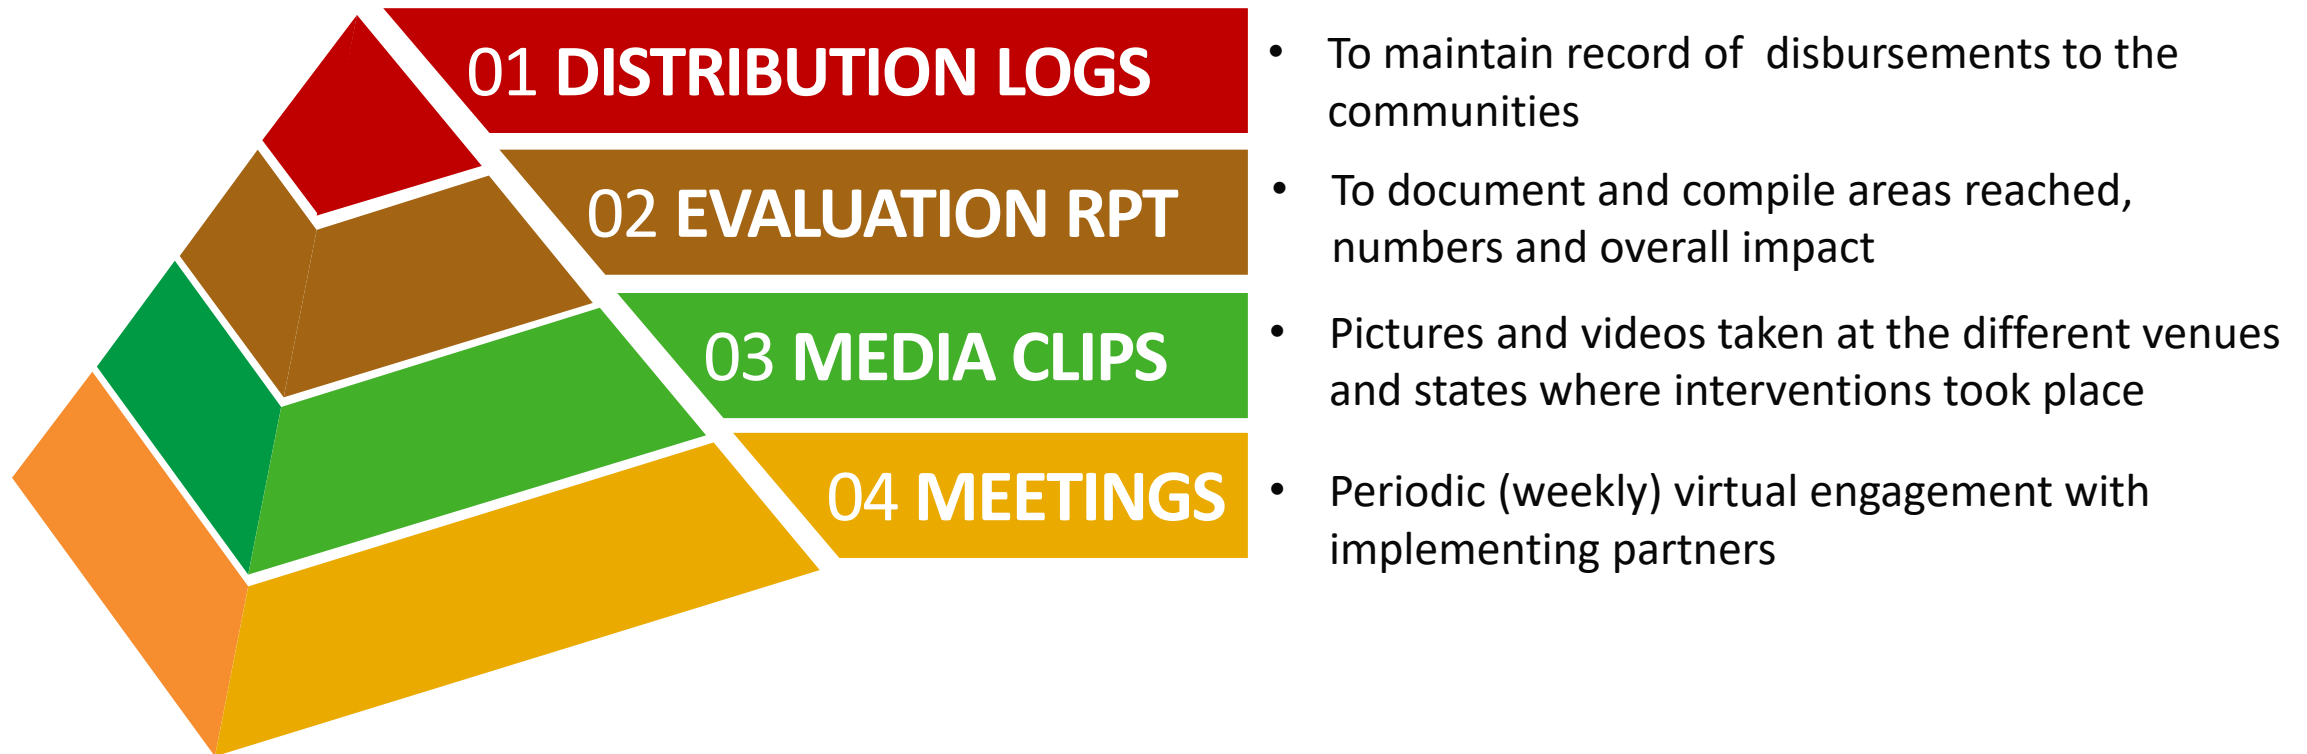 01 DISTRIBUTION LOGS
• To maintain record of  disbursements to the
communities
02 EVALUATION RPT
• To document and compile areas reached,
numbers and overall impact
03 MEDIA CLIPS
• Pictures and videos taken at the different venues
and states where interventions took place
04 MEETINGS
• Periodic (weekly) virtual engagement with
implementing partners